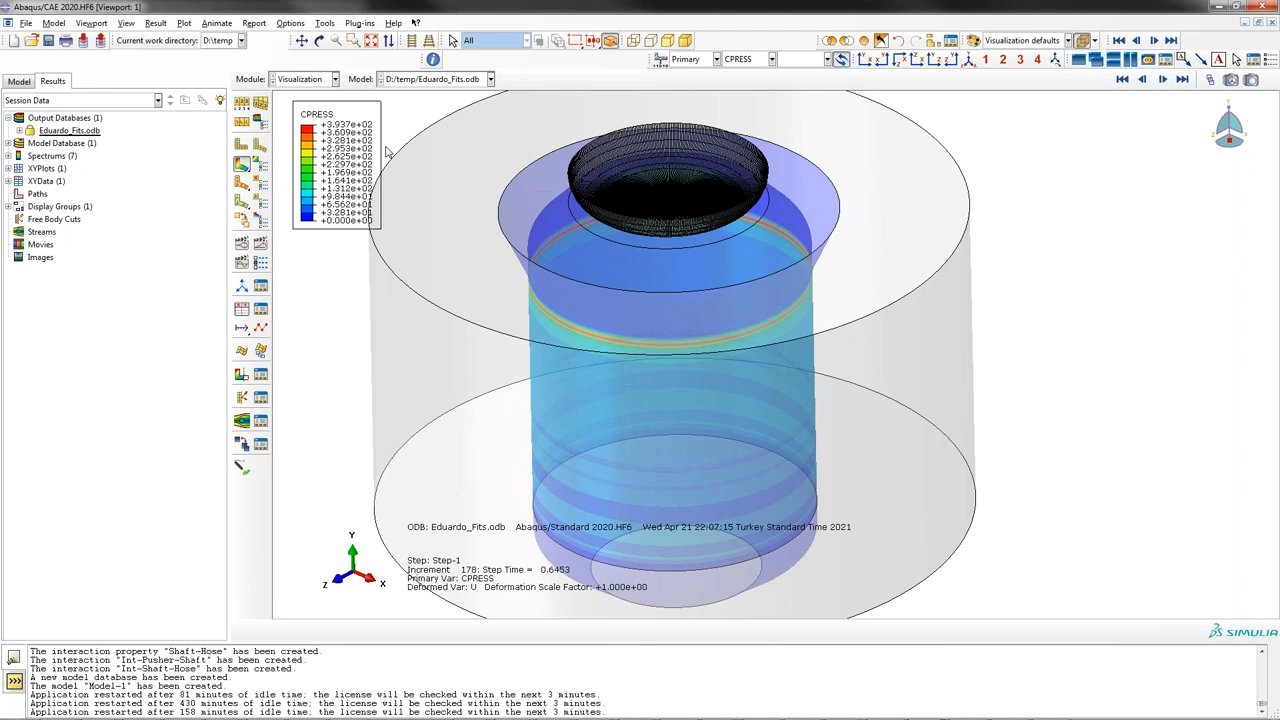 Abaqus/CAE 2020.HF6 [Viewport: 1]
File Model Viewport View Result Plot Animate Report Options Tools Plug-ins Help
Current work directory: D:\temp All Visualization defaults
Primary CPRESS 1 2 3 4 A
Model Results Module: Visualization Model: D:/temp/Eduardo_Fits.odb
Session Data
Output Databases (1)
Eduardo_Fits.odb
Model Database (1)
Spectrums (7)
XYPlots (1)
XYData (1)
Paths
Display Groups (1)
Free Body Cuts
Streams
Movies
Images
CPRESS
+3.937e+02
+3.609e+02
+3.281e+02
+2.953e+02
+2.625e+02
+2.297e+02
+1.969e+02
+1.641e+02
+1.312e+02
+9.844e+01
+6.562e+01
+3.281e+01
+0.000e+00
ODB: Eduardo_Fits.odb Abaqus/Standard 2020.HF6 Wed Apr 21 22:07:15 Turkey Standard Time 2021
Step: Step-1
Increment 178: Step Time = 0.6453
Primary Var: CPRESS
Deformed Var: U Deformation Scale Factor: +1.000e+00
Y
Z X
SIMULIA
The interaction property "Shaft-Hose" has been created.
The interaction "Int-Pusher-Shaft" has been created.
The interaction "Int-Shaft-Hose" has been created.
A new model database has been created.
The model "Model-1" has been created.
Application restarted after 81 minutes of idle time; the license will be checked within the next 3 minutes.
Application restarted after 430 minutes of idle time; the license will be checked within the next 3 minutes.
Application restarted after 158 minutes of idle time; the license will be checked within the next 3 minutes.